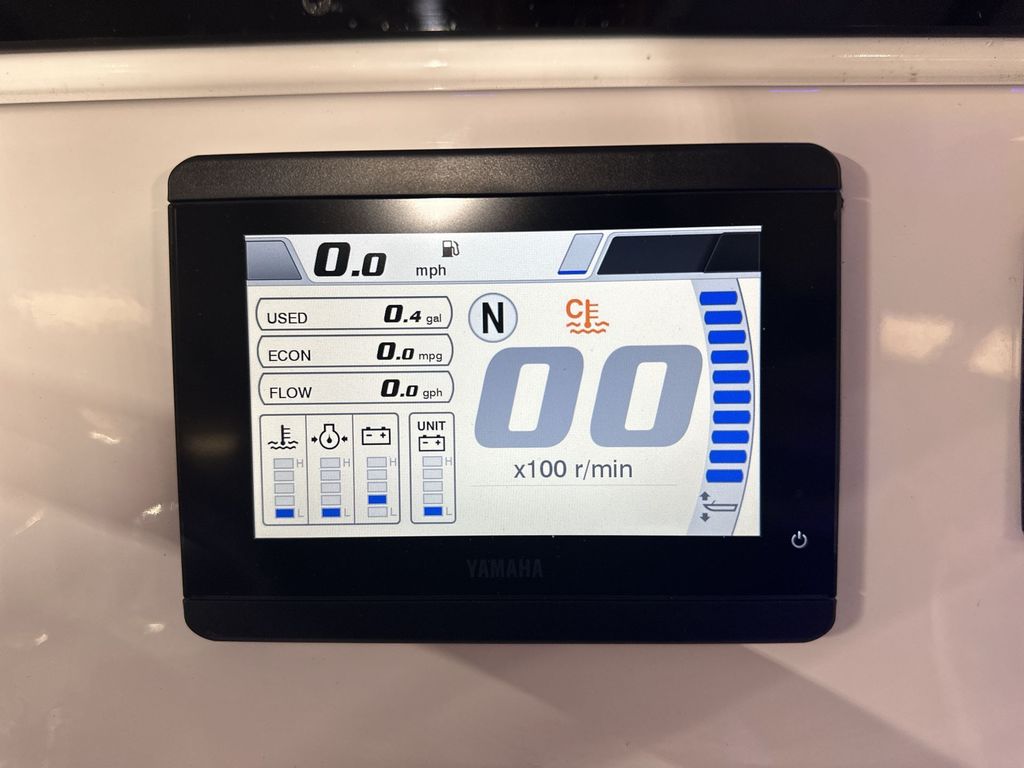 0.0 mph
USED 0.4 gal
ECON 0.0 mpg
FLOW 0.0 gph
N
C
00
x100 r/min
UNIT
H H H H
L L L L
YAMAHA